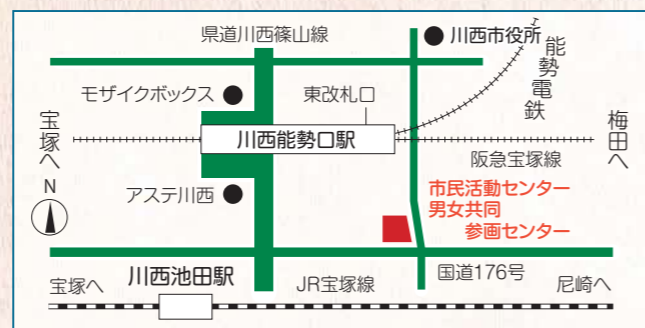 県道川西篠山線
川西市役所
能勢電鉄
モザイクボックス
東改札口
宝塚へ
川西能勢口駅
梅田へ
阪急宝塚線
N
アステ川西
市民活動センター
男女共同
参画センター
川西池田駅
国道176号
宝塚へ
JR宝塚線
尼崎へ